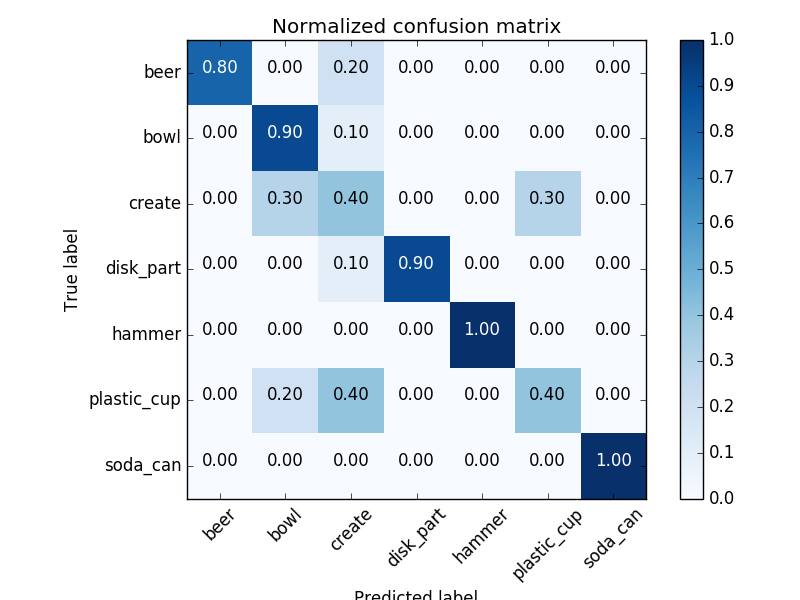 Normalized confusion matrix
beer 0.80 0.00 0.20 0.00 0.00 0.00 0.00
bowl 0.00 0.90 0.10 0.00 0.00 0.00 0.00
create 0.00 0.30 0.40 0.00 0.00 0.30 0.00
disk_part 0.00 0.00 0.10 0.90 0.00 0.00 0.00
hammer 0.00 0.00 0.00 0.00 1.00 0.00 0.00
plastic_cup 0.00 0.20 0.40 0.00 0.00 0.40 0.00
soda_can 0.00 0.00 0.00 0.00 0.00 0.00 1.00
True label
beer bowl create disk_part hammer plastic_cup soda_can
Predicted label
1.0
0.9
0.8
0.7
0.6
0.5
0.4
0.3
0.2
0.1
0.0